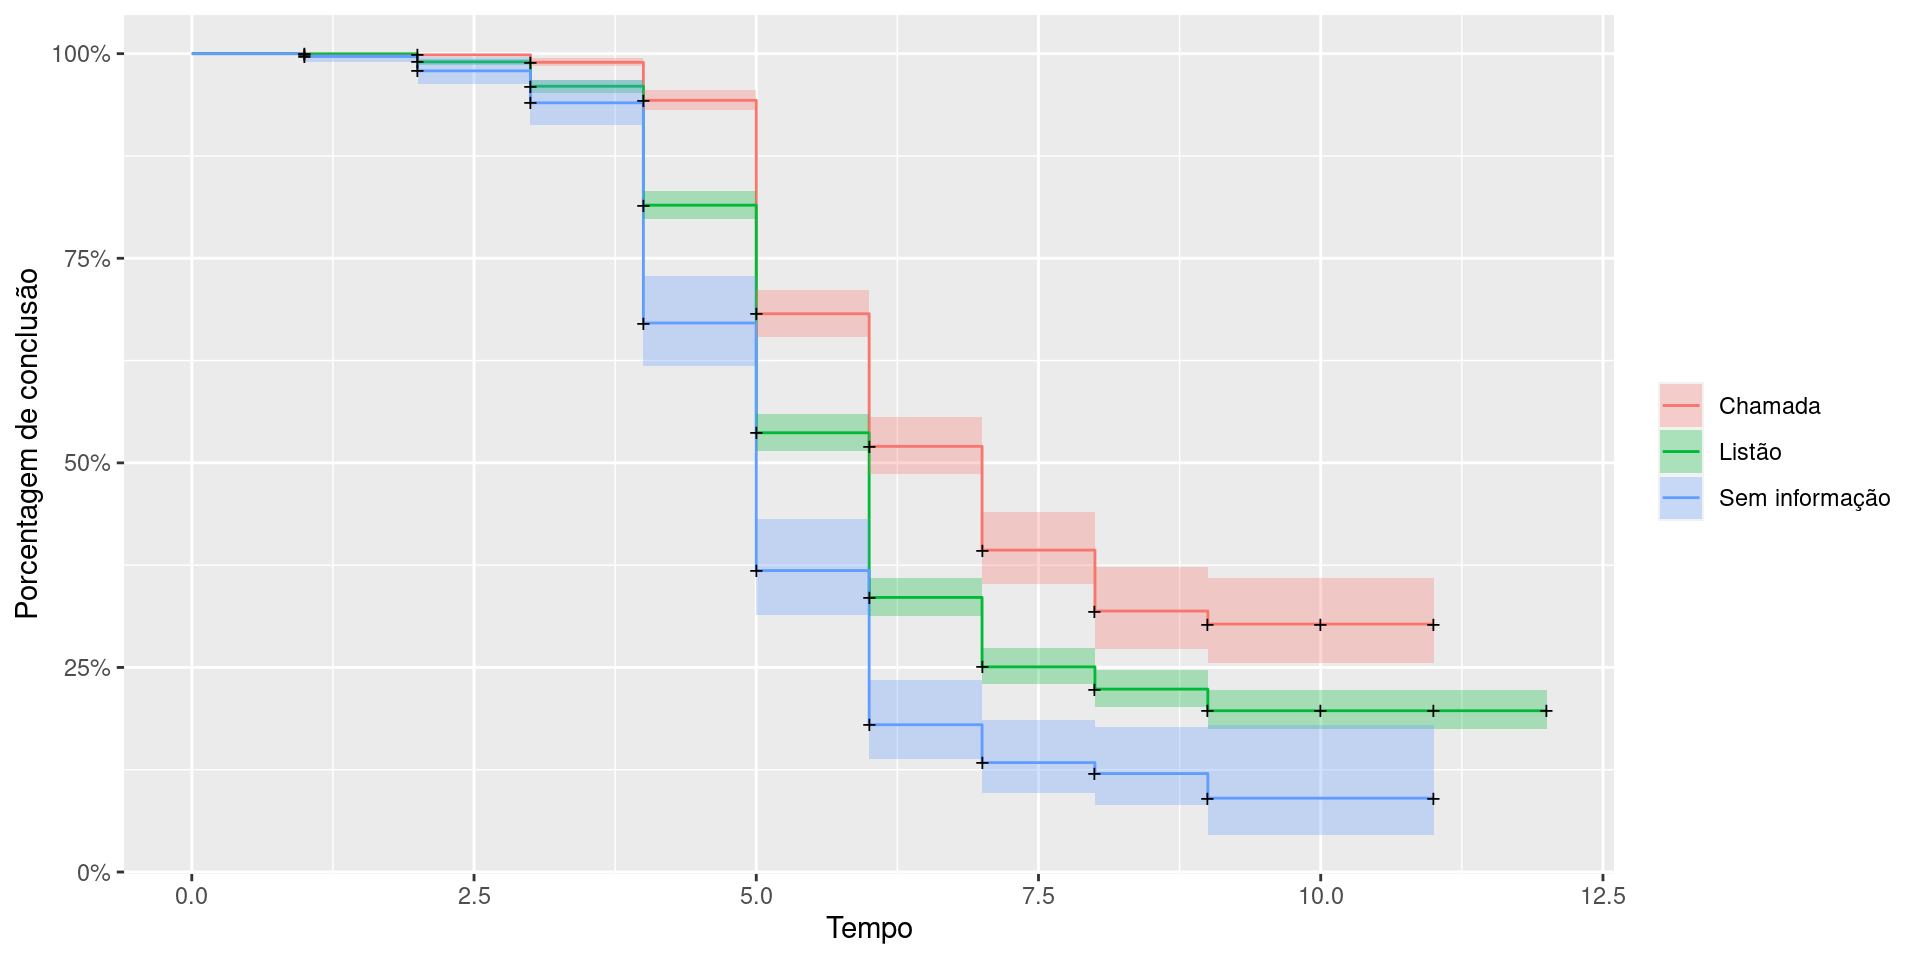 Porcentagem de conclusão
100%
75%
50%
25%
0%
0.0 2.5 5.0 7.5 10.0 12.5
Tempo
Chamada
Listão
Sem informação